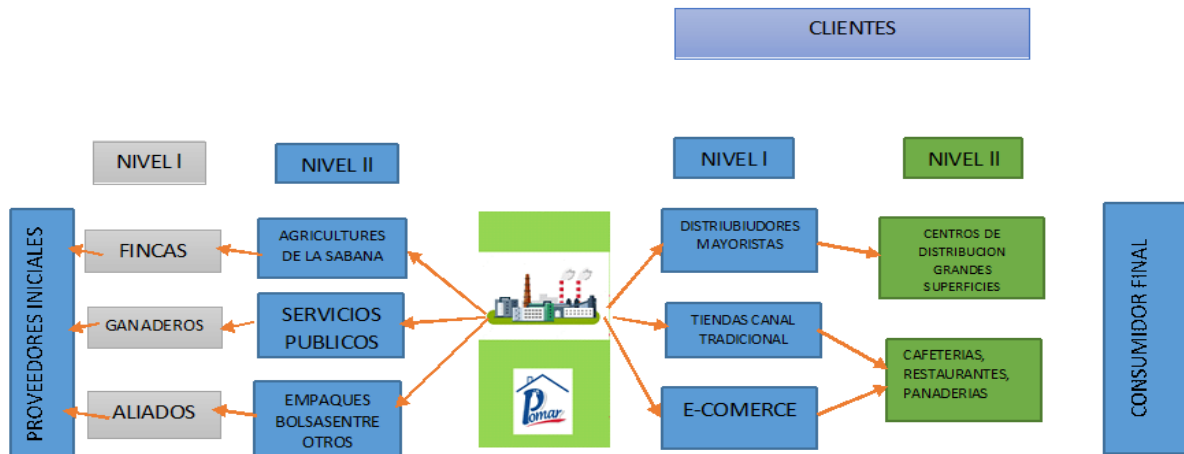 CLIENTES
NIVEL I
NIVEL II
NIVEL I
NIVEL II
PROVEEDORES INICIALES
FINCAS
GANADEROS
ALIADOS
AGRICULTURES
DE LA SABANA
SERVICIOS
PUBLICOS
EMPAQUES
BOLSASENTRE
OTROS
Pomar
DISTRIUBIUDORES
MAYORISTAS
TIENDAS CANAL
TRADICIONAL
E-COMERCE
CENTROS DE
DISTRIBUCION
GRANDES
SUPERFICIES
CAFETERIAS,
RESTAURANTES,
PANADERIAS
CONSUMIDOR FINAL